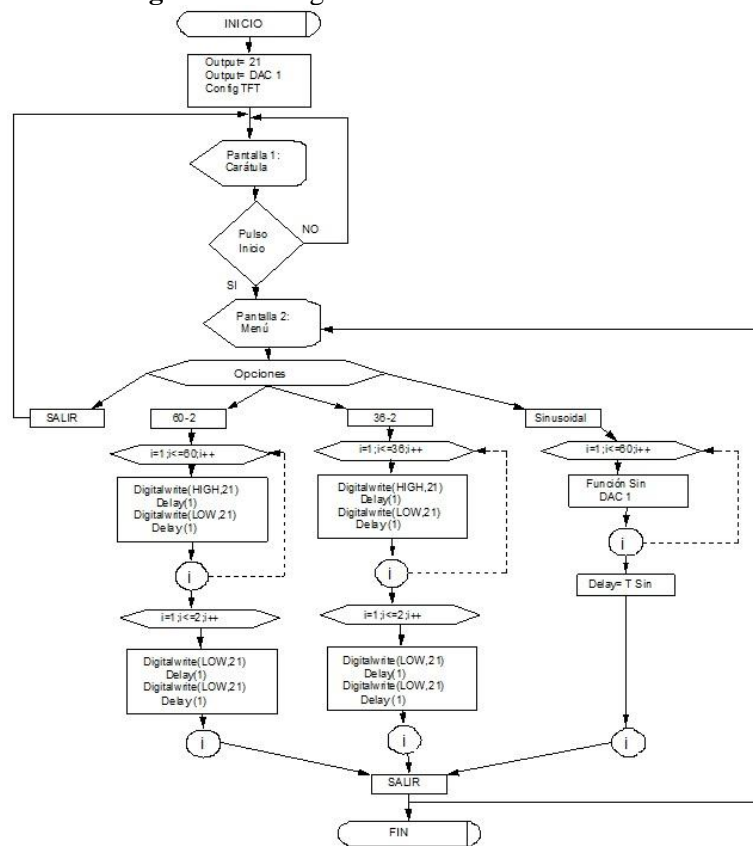 INICIO
Output= 21
Output= DAC 1
Config TFT
Pantalla 1:
Carátula
Pulso
Inicio
NO
SI
Pantalla 2:
Menú
Opciones
SALIR
60-2
36-2
Sinusoidal
i=1;i<=60;i++
i=1;i<=36;i++
i=1;i<=60;i++
Digitalwrite(HIGH,21)
Delay(1)
Digitalwrite(LOW,21)
Delay(1)
Digitalwrite(HIGH,21)
Delay(1)
Digitalwrite(LOW,21)
Delay(1)
Función Sin
DAC 1
i
i
i
Delay= T Sin
i=1;i<=2;i++
i=1;i<=2;i++
Digitalwrite(LOW,21)
Delay(1)
Digitalwrite(LOW,21)
Delay(1)
Digitalwrite(LOW,21)
Delay(1)
Digitalwrite(LOW,21)
Delay(1)
i
i
i
SALIR
FIN